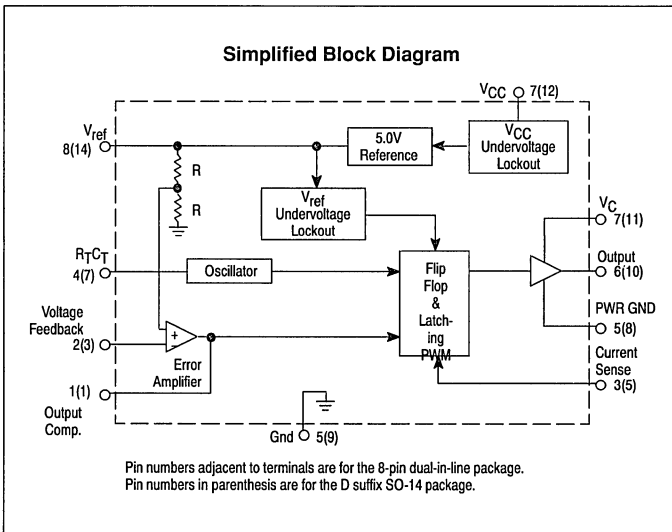 Simplified Block Diagram
VCC 7(12)
Vref
8(14)
R
R
5.0V
Reference
VCC
Undervoltage
Lockout
Vref
Undervoltage
Lockout
VC
7(11)
RTCT
4(7)
Oscillator
Flip
Flop
&
Latch-
ing
PWM
Output
6(10)
PWR GND
5(8)
Voltage
Feedback
2(3)
+
−
Error
Amplifier
Current
Sense
3(5)
1(1)
Output
Comp.
Gnd 5(9)
Pin numbers adjacent to terminals are for the 8-pin dual-in-line package.
Pin numbers in parenthesis are for the D suffix SO-14 package.